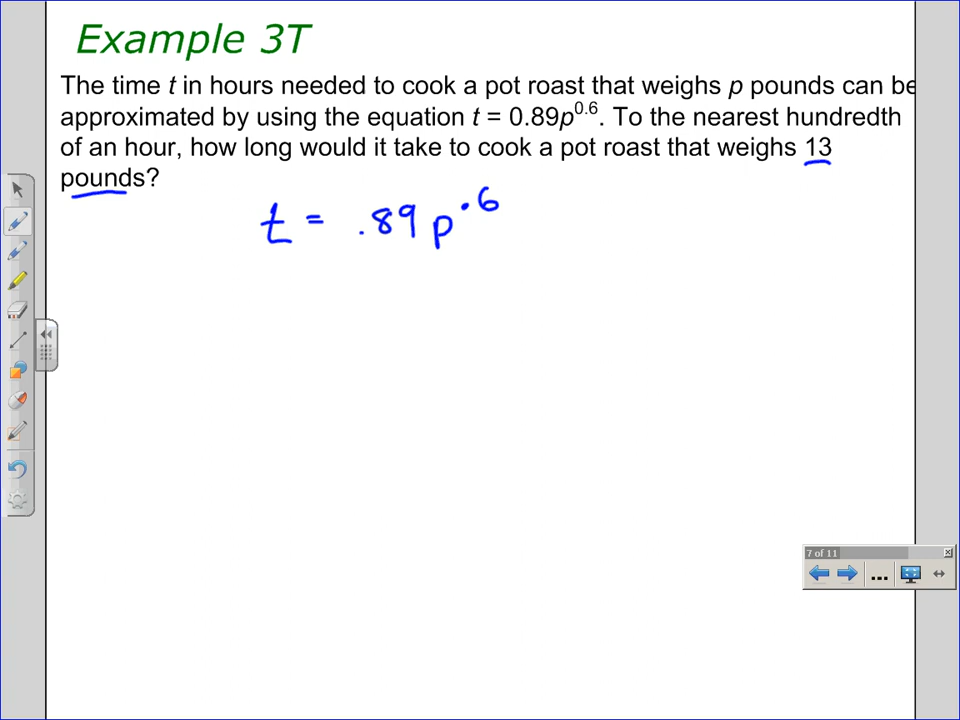 Example 3T
The time t in hours needed to cook a pot roast that weighs p pounds can be
approximated by using the equation t = 0.89p^0.6. To the nearest hundredth
of an hour, how long would it take to cook a pot roast that weighs 13
pounds?
t = .89 p^.6
7 of 11
...